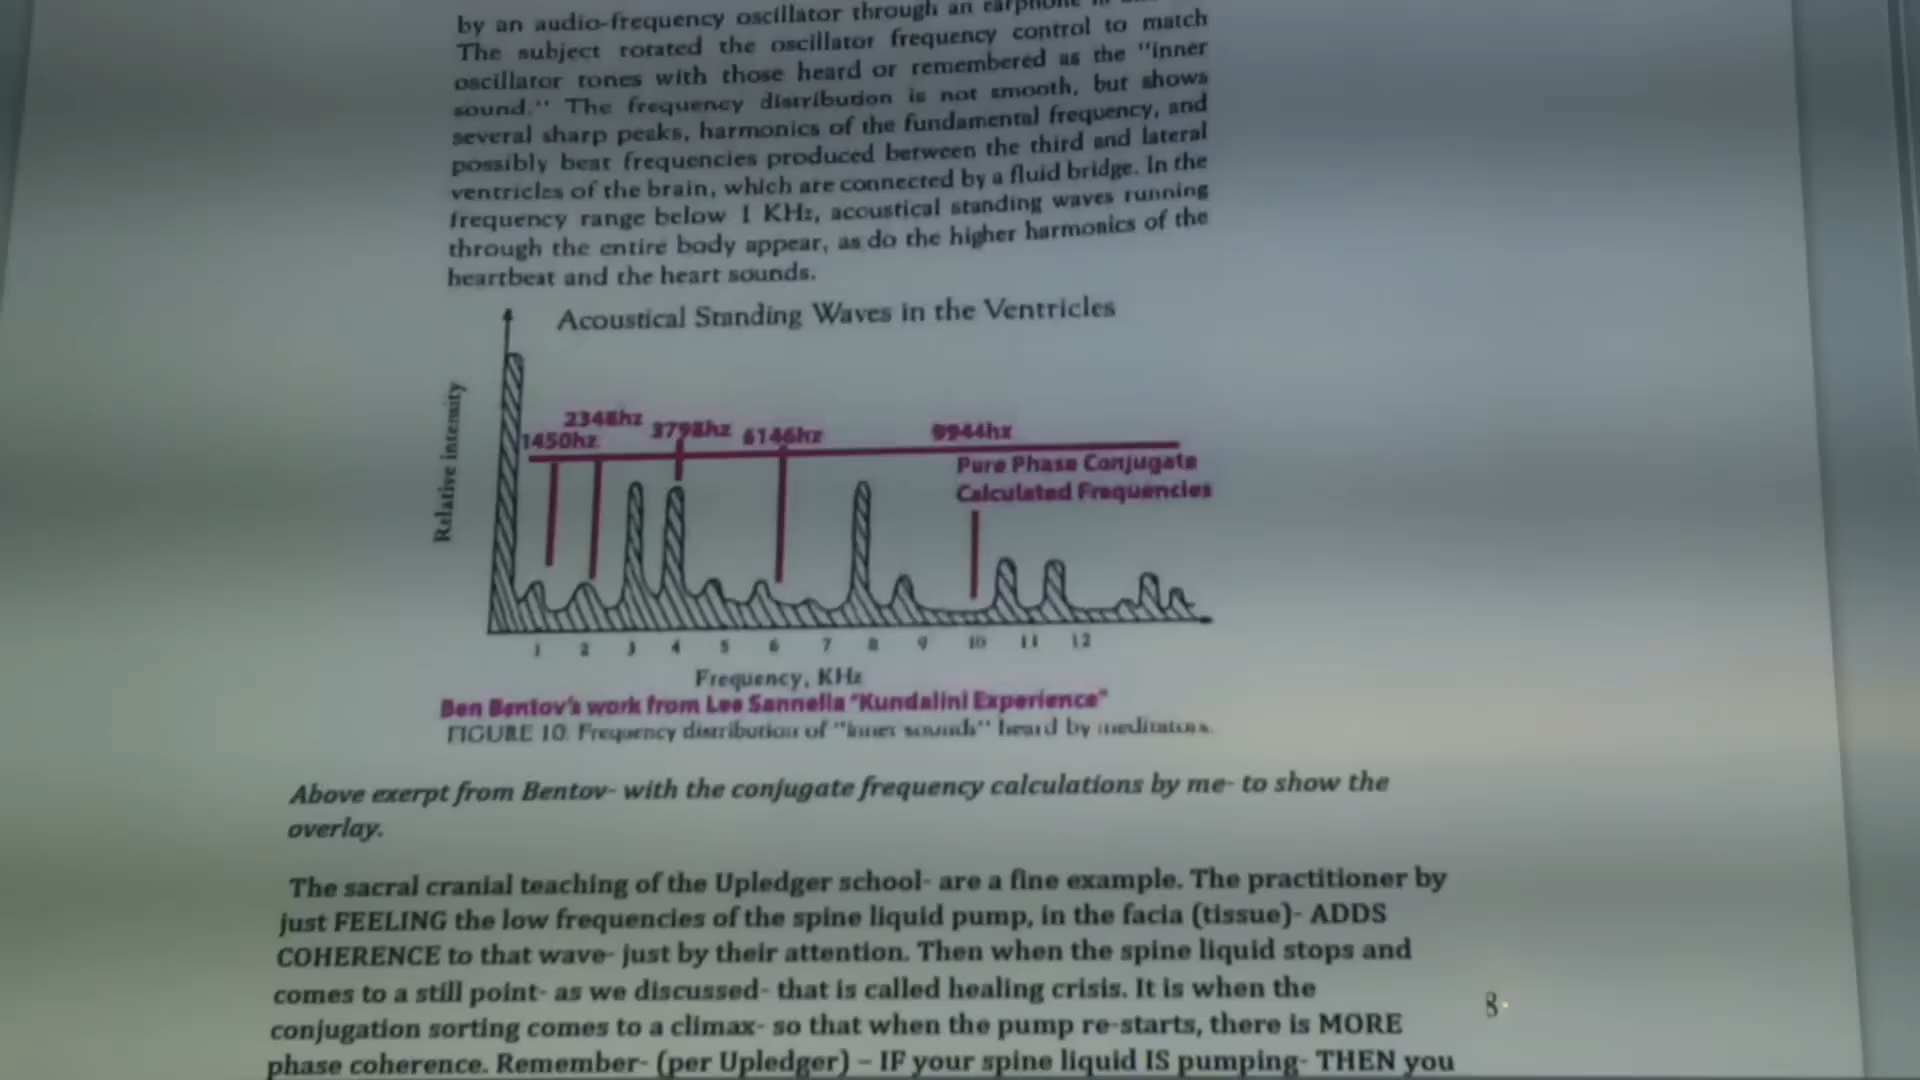 by an audio-frequency oscillator through an earphone
The subject rotated the oscillator frequency control to match
oscillator tones with those heard or remembered as the "inner
sound." The frequency distribution is not smooth, but shows
several sharp peaks, harmonics of the fundamental frequency, and
possibly beat frequencies produced between the third and lateral
ventricles of the brain, which are connected by a fluid bridge. In the
frequency range below 1 KHz, acoustical standing waves running
through the entire body appear, as do the higher harmonics of the
heartbeat and the heart sounds.
Acoustical Standing Waves in the Ventricles
Relative intensity
2348hz
1450hz 3798hz 6146hz 9944hz
Pure Phase Conjugate
Calculated Frequencies
1 2 3 4 5 6 7 8 9 10 11 12
Frequency, KHz
Ben Bentov's work from Lee Sannella "Kundalini Experience"
FIGURE 10. Frequency distribution of "inner sounds" heard by meditators.
Above exerpt from Bentov- with the conjugate frequency calculations by me- to show the
overlay.
The sacral cranial teaching of the Upledger school- are a fine example. The practitioner by
just FEELING the low frequencies of the spine liquid pump, in the facia (tissue)- ADDS
COHERENCE to that wave- just by their attention. Then when the spine liquid stops and
comes to a still point- as we discussed- that is called healing crisis. It is when the
conjugation sorting comes to a climax- so that when the pump re-starts, there is MORE
phase coherence. Remember- (per Upledger) – IF your spine liquid IS pumping- THEN you
8